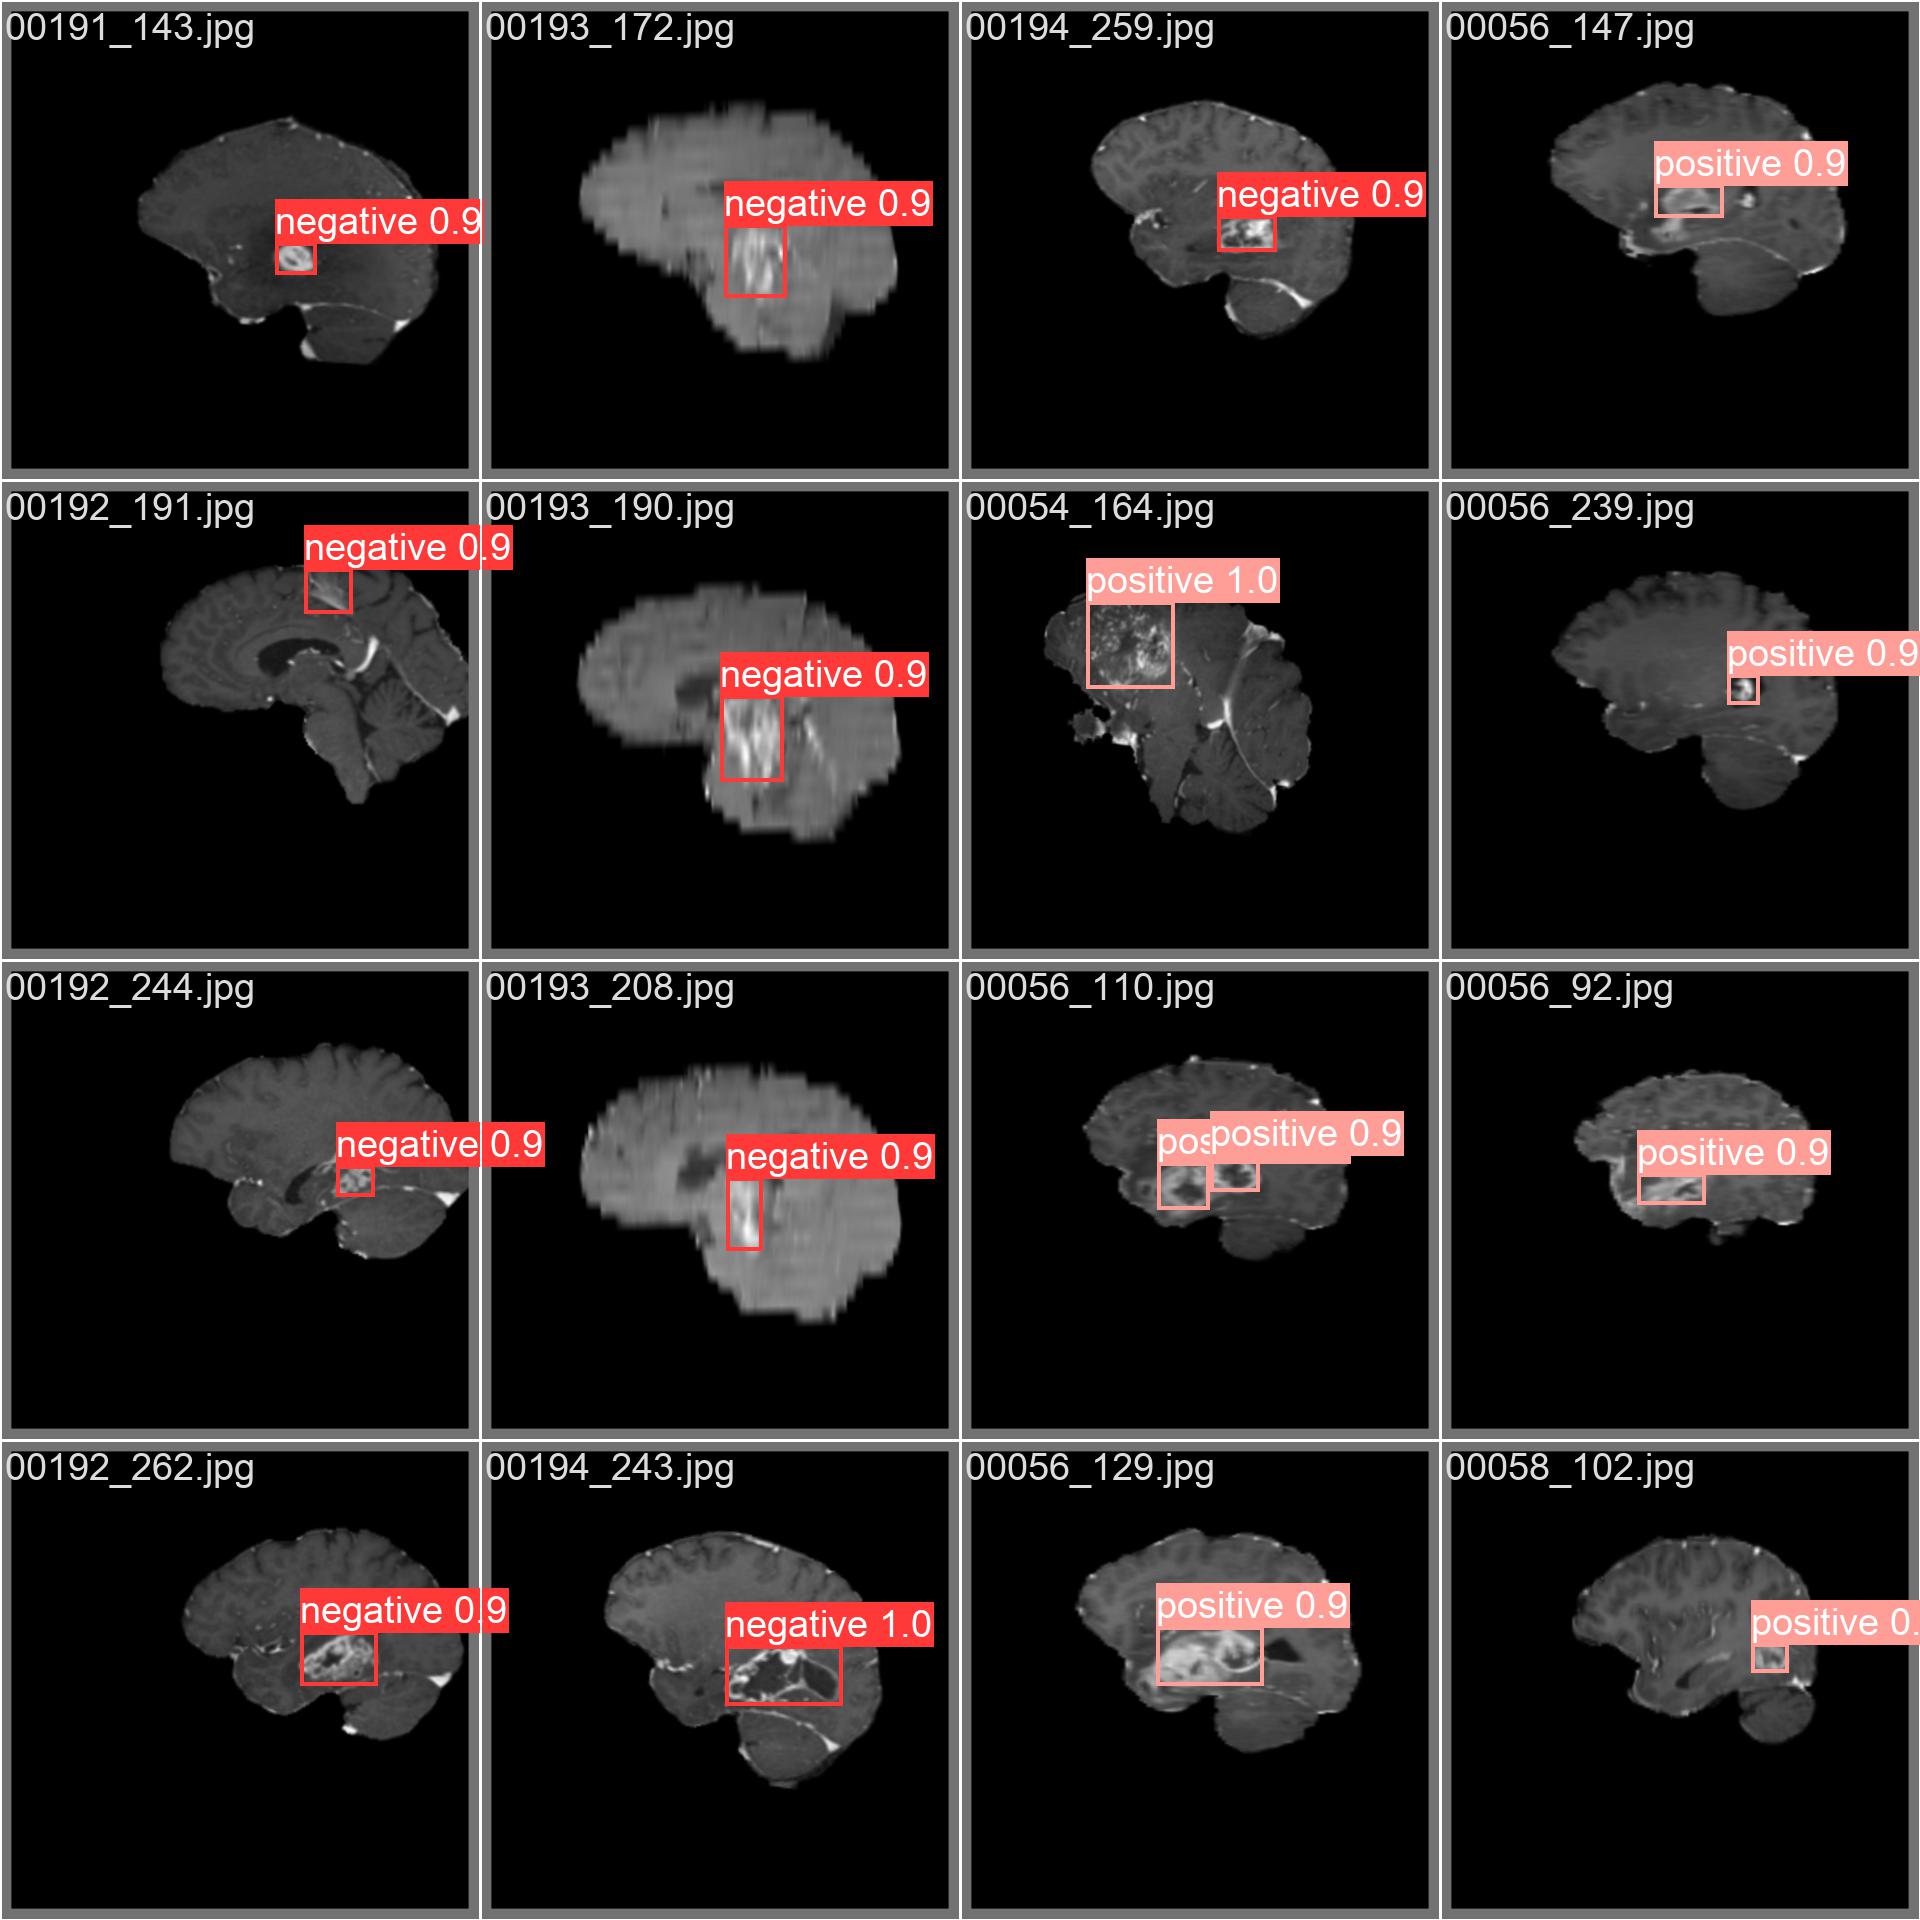 00191_143.jpg
negative 0.9
00193_172.jpg
negative 0.9
00194_259.jpg
negative 0.9
00056_147.jpg
positive 0.9
00192_191.jpg
negative 0.9
00193_190.jpg
negative 0.9
00054_164.jpg
positive 1.0
00056_239.jpg
positive 0.9
00192_244.jpg
negative 0.9
00193_208.jpg
negative 0.9
00056_110.jpg
pos
positive 0.9
00056_92.jpg
positive 0.9
00192_262.jpg
negative 0.9
00194_243.jpg
negative 1.0
00056_129.jpg
positive 0.9
00058_102.jpg
positive 0.